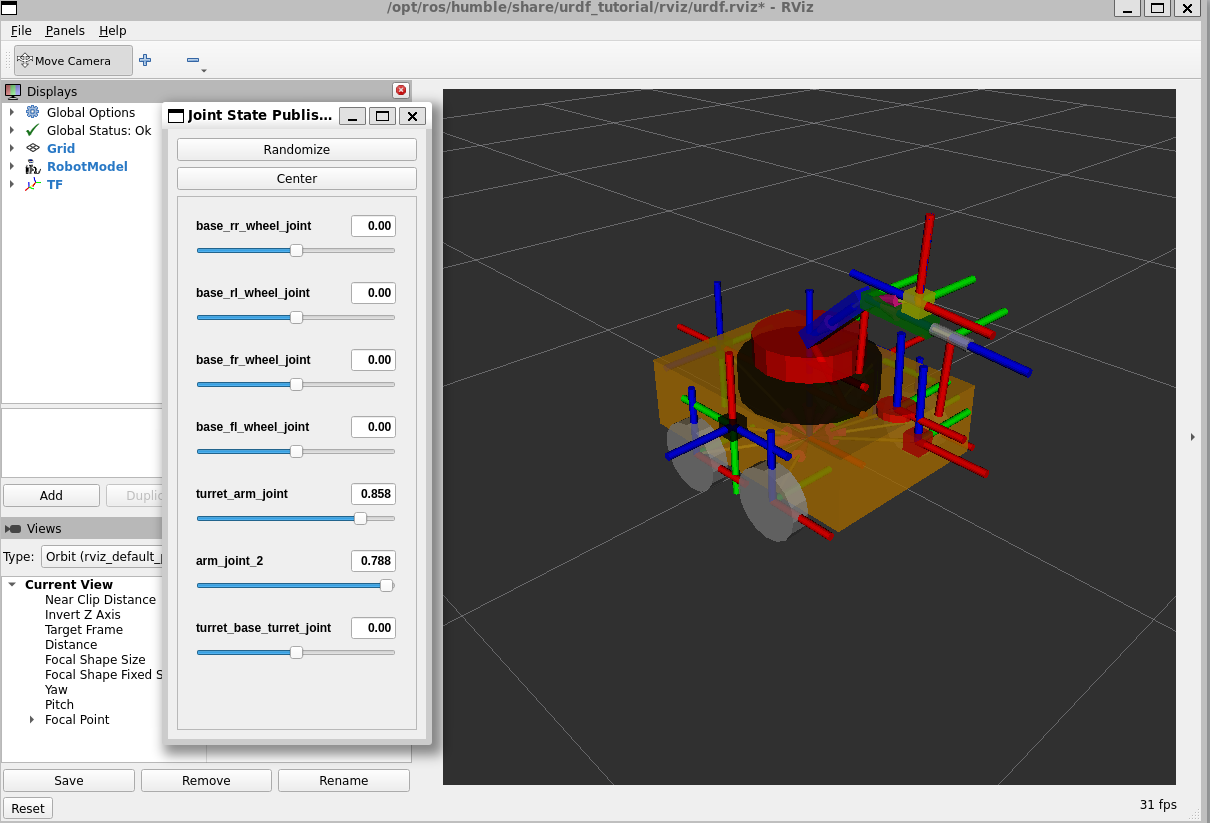 /opt/ros/humble/share/urdf_tutorial/rviz/urdf.rviz* - RViz
File Panels Help
Move Camera
Displays
Global Options
Global Status: Ok
Grid
RobotModel
TF
Joint State Publis...
Randomize
Center
base_rr_wheel_joint 0.00
base_rl_wheel_joint 0.00
base_fr_wheel_joint 0.00
base_fl_wheel_joint 0.00
turret_arm_joint 0.858
arm_joint_2 0.788
turret_base_turret_joint 0.00
Add Duplic
Views
Type: Orbit (rviz_default_p
Current View
Near Clip Distance
Invert Z Axis
Target Frame
Distance
Focal Shape Size
Focal Shape Fixed S
Yaw
Pitch
Focal Point
Save Remove Rename
Reset
31 fps